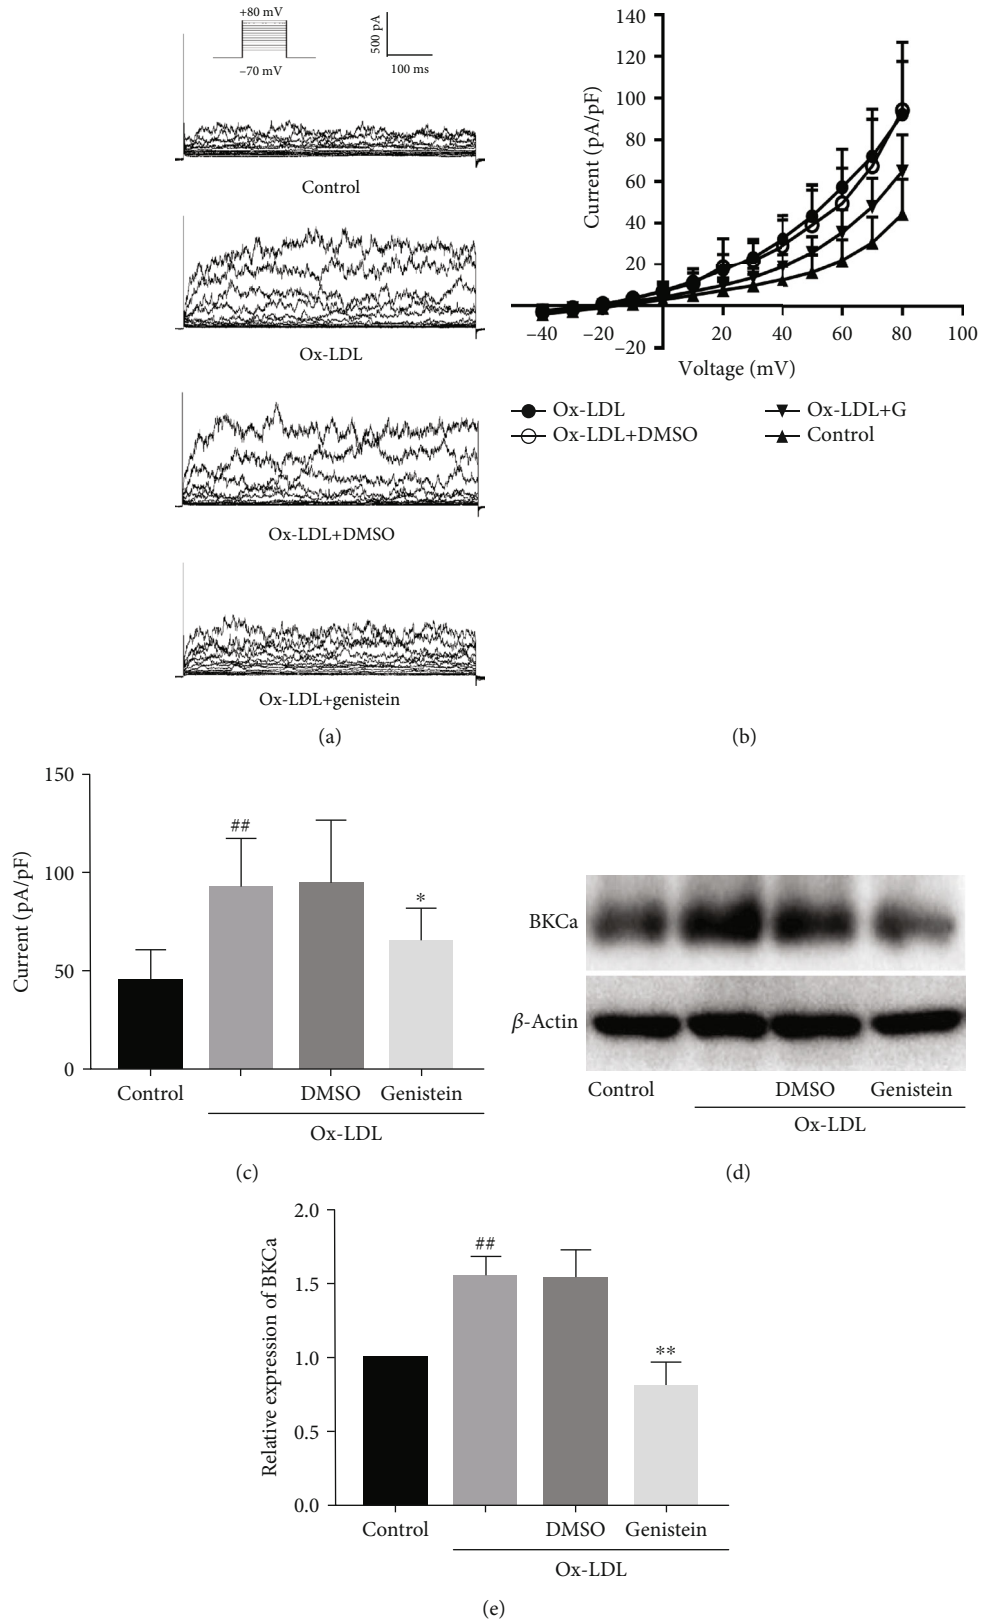 +80 mV
−70 mV
500 pA
100 ms
Control
Ox-LDL
Ox-LDL+DMSO
Ox-LDL+genistein
(a)
140
120
100
80
60
40
20
−20
−40
−20
20
40
60
80
100
Current (pA/pF)
Voltage (mV)
Ox-LDL
Ox-LDL+DMSO
Ox-LDL+G
Control
(b)
150
100
50
0
Current (pA/pF)
##
*
Control
DMSO
Genistein
Ox-LDL
(c)
BKCa
β-Actin
Control
DMSO
Genistein
Ox-LDL
(d)
2.0
1.5
1.0
0.5
0.0
Relative expression of BKCa
##
**
Control
DMSO
Genistein
Ox-LDL
(e)